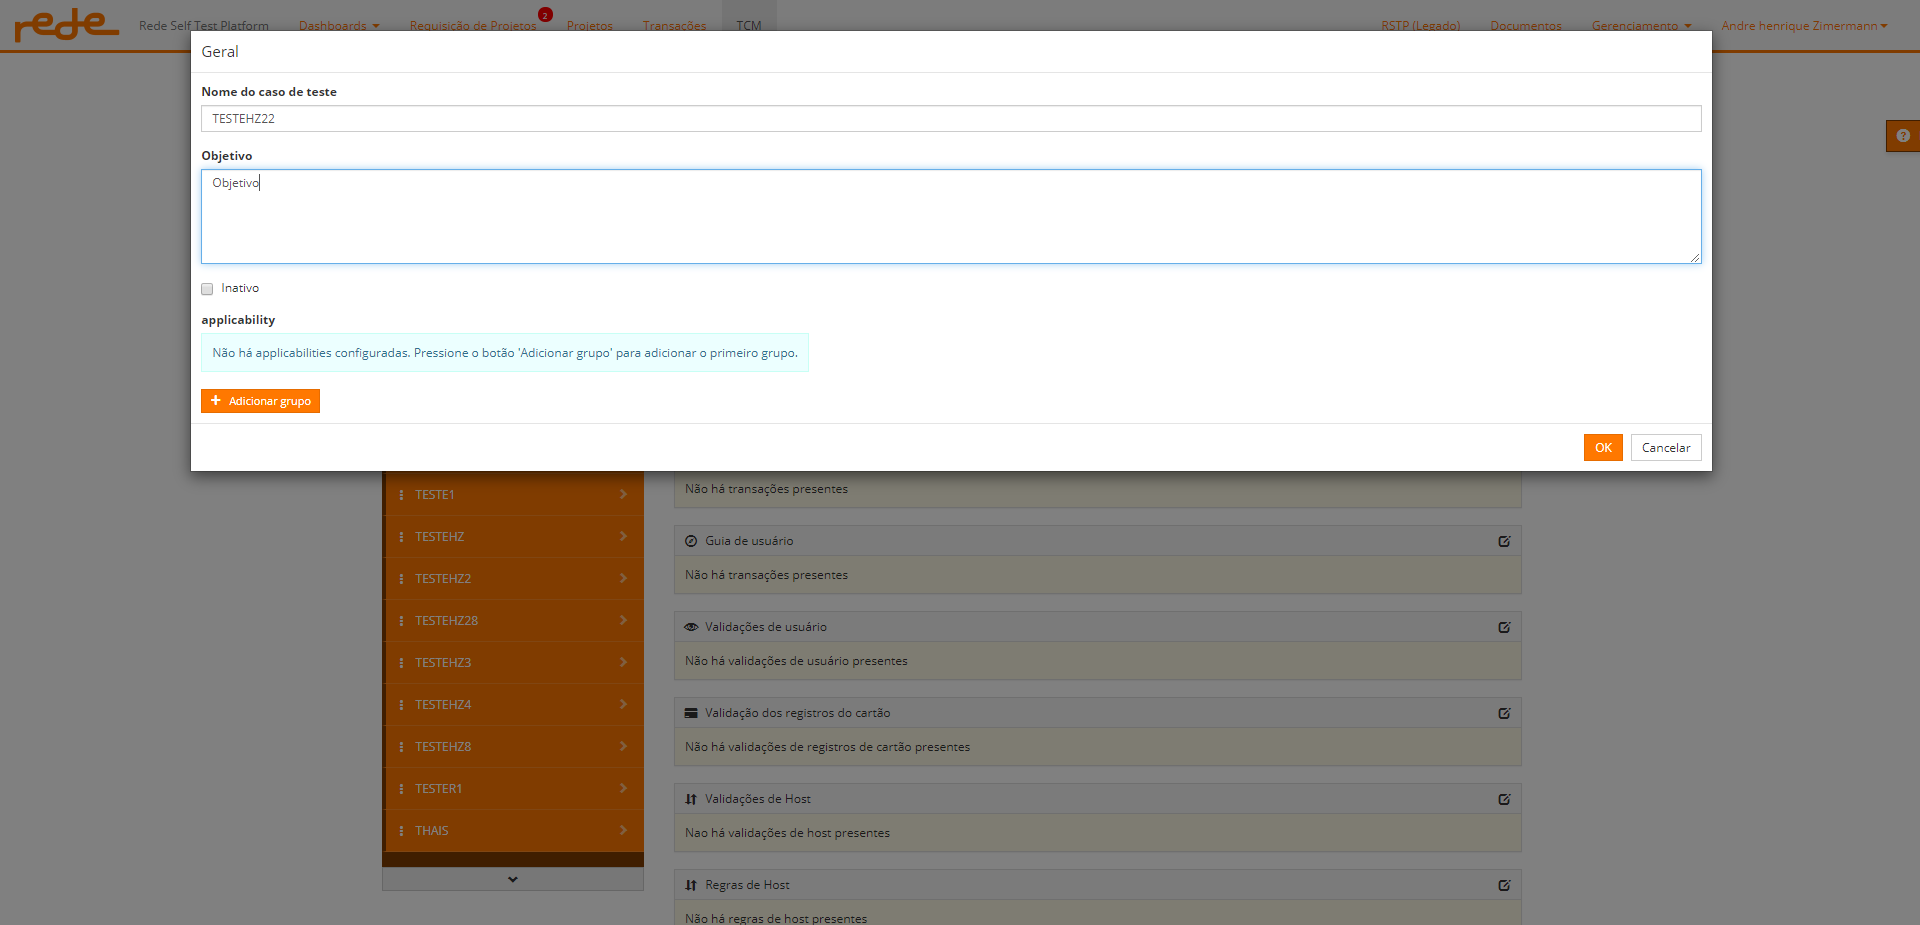 rede
Rede Self Test Platform
Dashboards
Requisição de Projetos
2
Projetos
Transações
TCM
RSTP (Legado)
Documentos
Gerenciamento
Andre henrique Zimermann
Geral
Nome do caso de teste
TESTEHZ22
Objetivo
Objetivo
Inativo
applicability
Não há applicabilities configuradas. Pressione o botão 'Adicionar grupo' para adicionar o primeiro grupo.
Adicionar grupo
OK
Cancelar
TESTE1
TESTEHZ
TESTEHZ2
TESTEHZ28
TESTEHZ3
TESTEHZ4
TESTEHZ8
TESTER1
THAIS
Não há transações presentes
Guia de usuário
Não há transações presentes
Validações de usuário
Não há validações de usuário presentes
Validação dos registros do cartão
Não há validações de registros de cartão presentes
Validações de Host
Nao há validações de host presentes
Regras de Host
Não há regras de host presentes